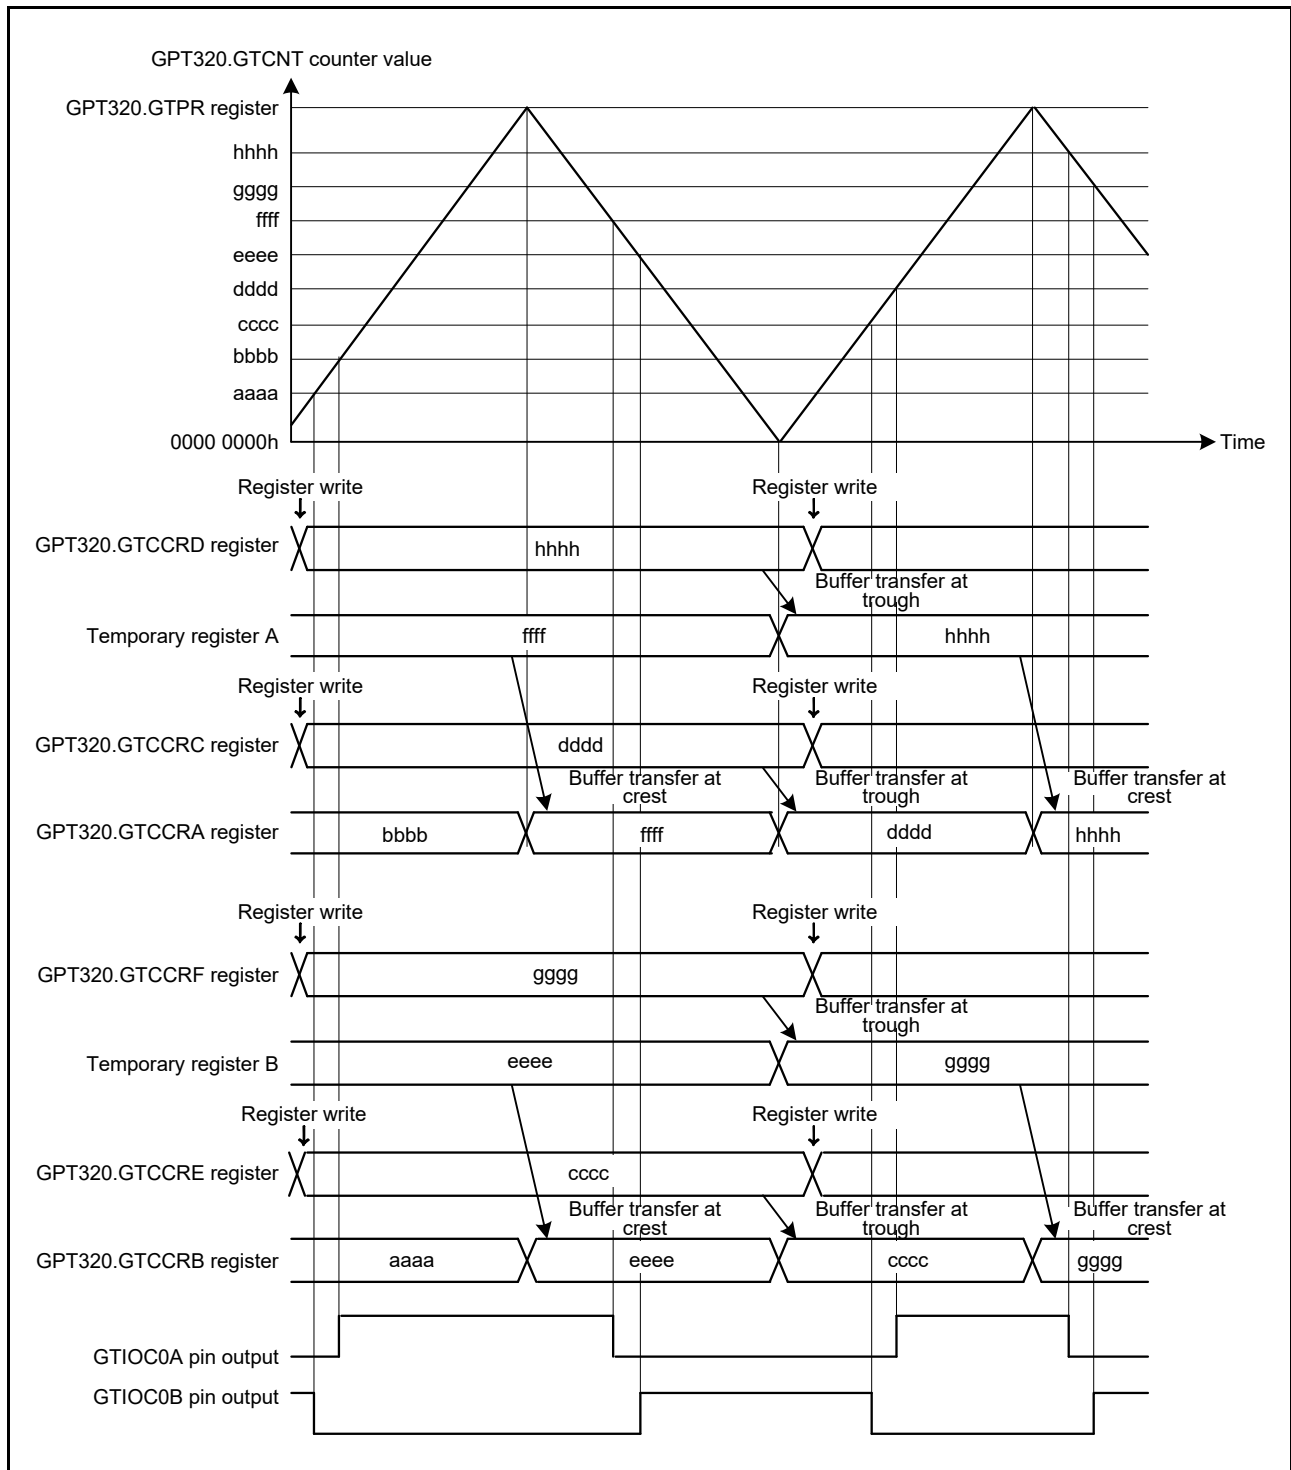 GPT320.GTCNT counter value
GPT320.GTPR register
hhhh
gggg
ffff
eeee
dddd
cccc
bbbb
aaaa
0000 0000h
Time
Register write
Register write
GPT320.GTCCRD register
hhhh
Buffer transfer at
trough
Temporary register A
ffff
hhhh
Register write
Register write
GPT320.GTCCRC register
dddd
Buffer transfer at
crest
Buffer transfer at
trough
Buffer transfer at
crest
GPT320.GTCCRA register
bbbb
ffff
dddd
hhhh
Register write
Register write
GPT320.GTCCRF register
gggg
Buffer transfer at
trough
Temporary register B
eeee
gggg
Register write
Register write
GPT320.GTCCRE register
cccc
Buffer transfer at
crest
Buffer transfer at
trough
Buffer transfer at
crest
GPT320.GTCCRB register
aaaa
eeee
cccc
gggg
GTIOC0A pin output
GTIOC0B pin output